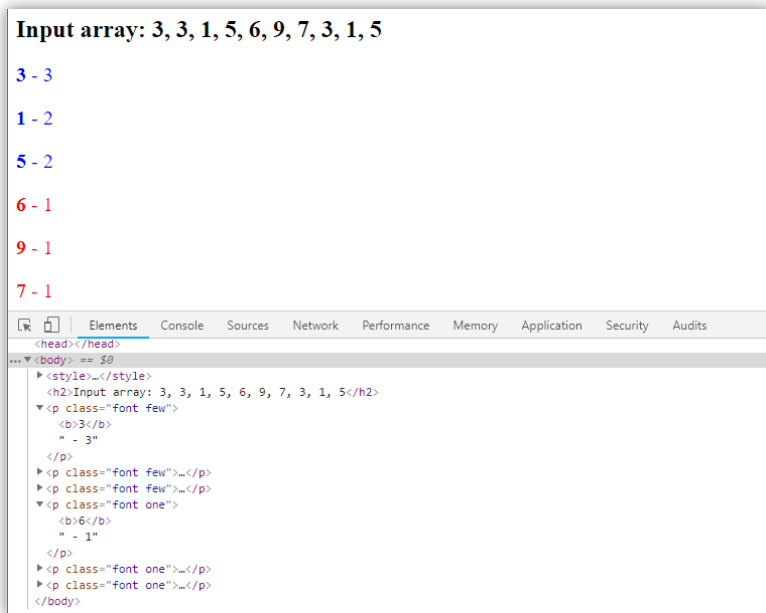 Input array: 3, 3, 1, 5, 6, 9, 7, 3, 1, 5
3 - 3
1 - 2
5 - 2
6 - 1
9 - 1
7 - 1
Elements Console Sources Network Performance Memory Application Security Audits
<head></head>
...▼<body> == $0
▶<style>…</style>
<h2>Input array: 3, 3, 1, 5, 6, 9, 7, 3, 1, 5</h2>
▼<p class="font few">
<b>3</b>
" - 3"
</p>
▶<p class="font few">…</p>
▶<p class="font few">…</p>
▼<p class="font one">
<b>6</b>
" - 1"
</p>
▶<p class="font one">…</p>
▶<p class="font one">…</p>
</body>